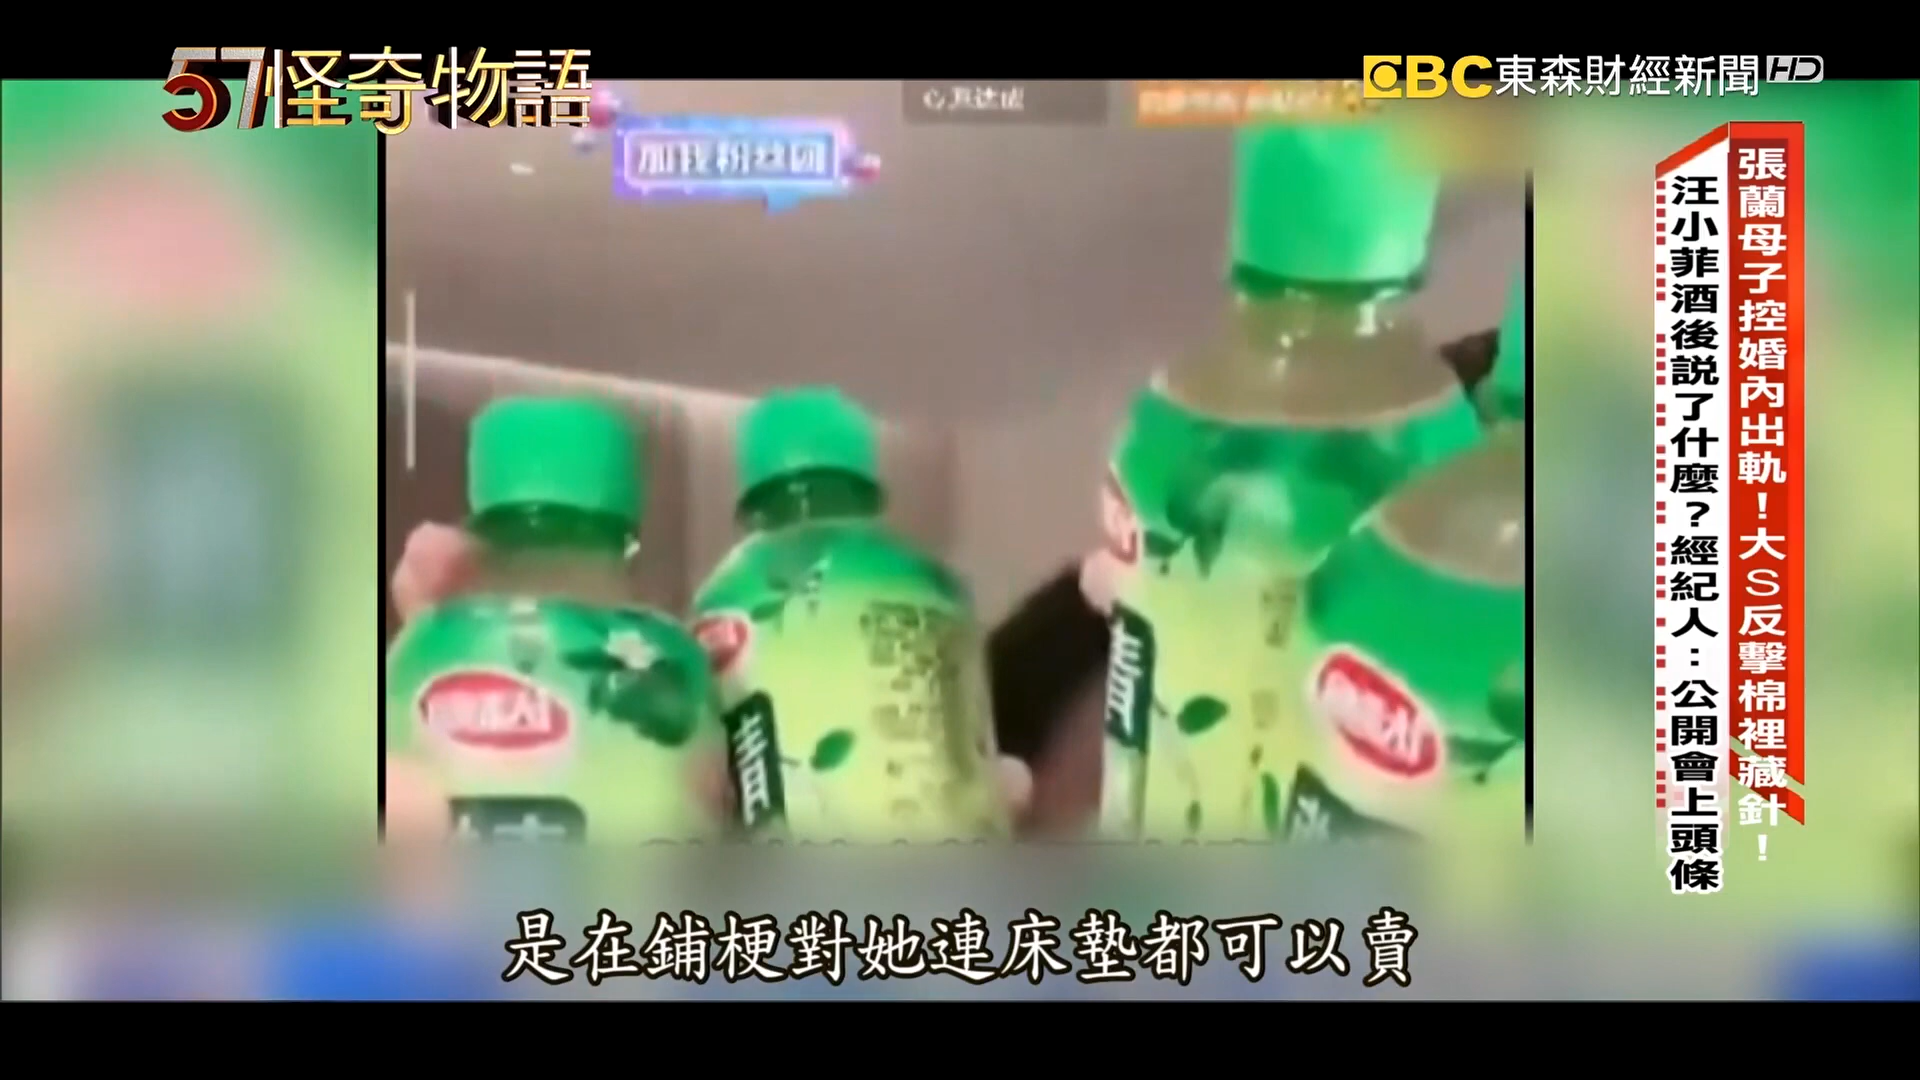 57怪奇物語
EBC東森財經新聞HD
加我粉丝团
張蘭母子控婚內出軌！大S反擊棉裡藏針！
汪小菲酒後説了什麼？經紀人：公開會上頭條
是在鋪梗對她連床墊都可以賣